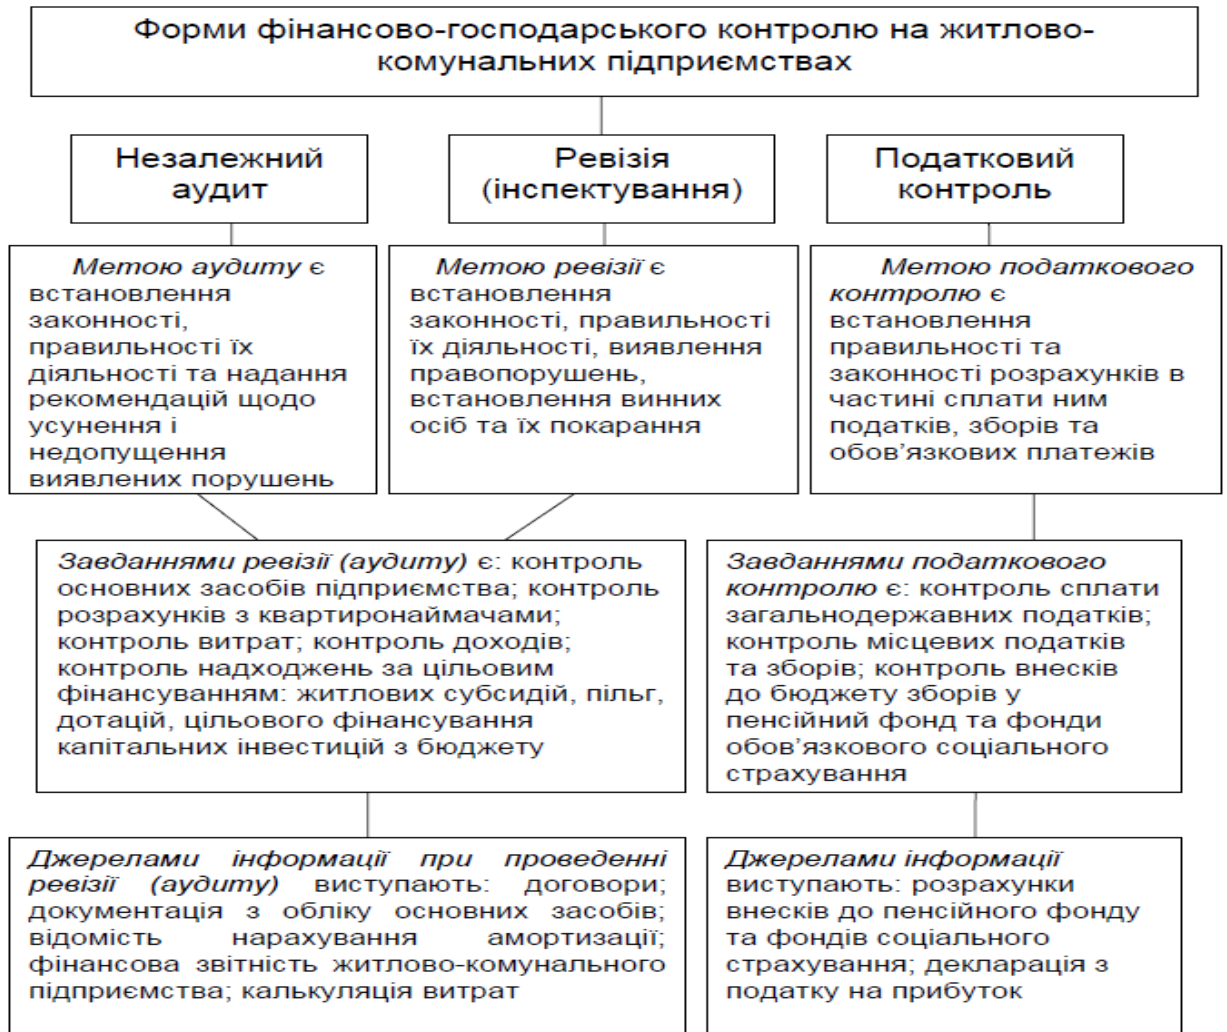 Форми фінансово-господарського контролю на житлово-
комунальних підприємствах
Незалежний
аудит
Ревізія
(інспектування)
Податковий
контроль
Метою аудиту є
встановлення
законності,
правильності їх
діяльності та надання
рекомендацій щодо
усунення і
недопущення
виявлених порушень
Метою ревізії є
встановлення
законності, правильності
їх діяльності, виявлення
правопорушень,
встановлення винних
осіб та їх покарання
Метою податкового
контролю є
встановлення
правильності та
законності розрахунків в
частині сплати ним
податків, зборів та
обов’язкових платежів
Завданнями ревізії (аудиту) є: контроль
основних засобів підприємства; контроль
розрахунків з квартиронаймачами;
контроль витрат; контроль доходів;
контроль надходжень за цільовим
фінансуванням: житлових субсидій, пільг,
дотацій, цільового фінансування
капітальних інвестицій з бюджету
Завданнями податкового
контролю є: контроль сплати
загальнодержавних податків;
контроль місцевих податків
та зборів; контроль внесків
до бюджету зборів у
пенсійний фонд та фонди
обов’язкового соціального
страхування
Джерелами інформації при проведенні
ревізії (аудиту) виступають: договори;
документація з обліку основних засобів;
відомість нарахування амортизації;
фінансова звітність житлово-комунального
підприємства; калькуляція витрат
Джерелами інформації
виступають: розрахунки
внесків до пенсійного фонду
та фондів соціального
страхування; декларація з
податку на прибуток